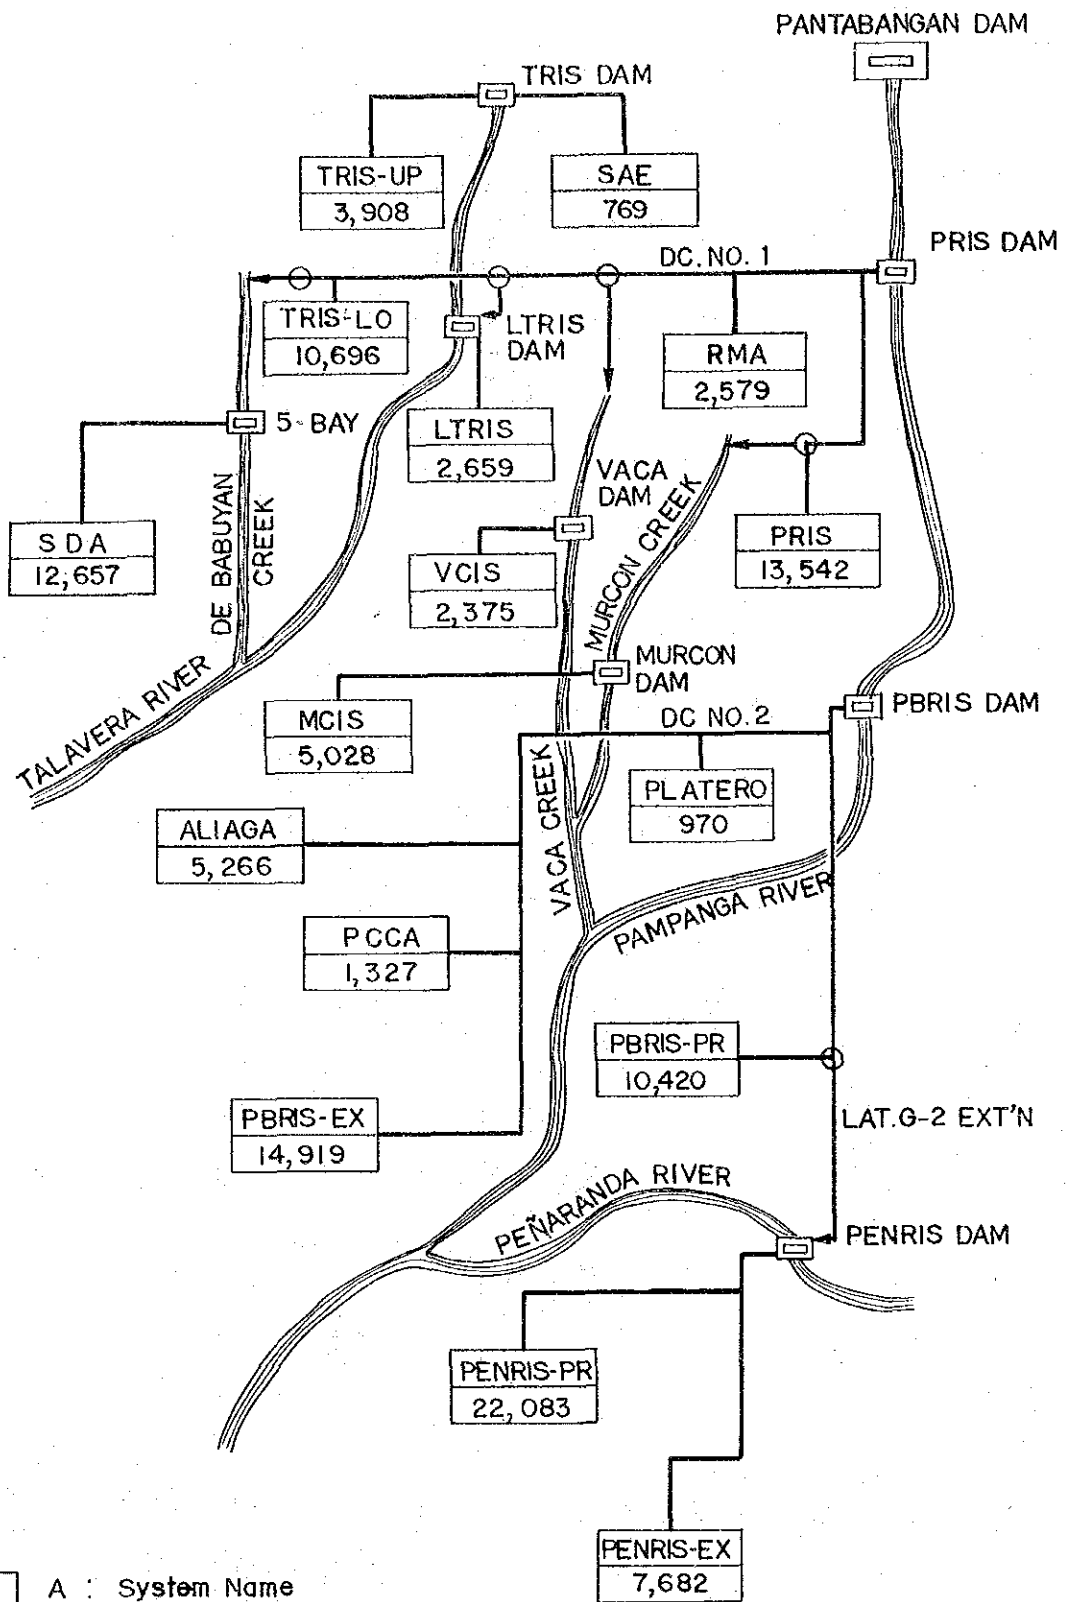 PANTABANGAN DAM
TRIS DAM
TRIS-UP
3,908
SAE
769
PRIS DAM
DC. NO. 1
TRIS-LO
10,696
LTRIS
DAM
RMA
2,579
5-BAY
LTRIS
2,659
VACA
DAM
MURCON CREEK
PRIS
13,542
SDA
12,657
DE BABUYAN
CREEK
VCIS
2,375
MURCON
DAM
TALAVERA RIVER
MCIS
5,028
DC NO. 2
PBRIS DAM
PLATERO
970
VACA CREEK
ALIAGA
5,266
PAMPANGA RIVER
PCCA
1,327
PBRIS-PR
10,420
PBRIS-EX
14,919
LAT. G-2 EXT'N
PEÑARANDA RIVER
PENRIS DAM
PENRIS-PR
22,083
PENRIS-EX
7,682
A : System Name